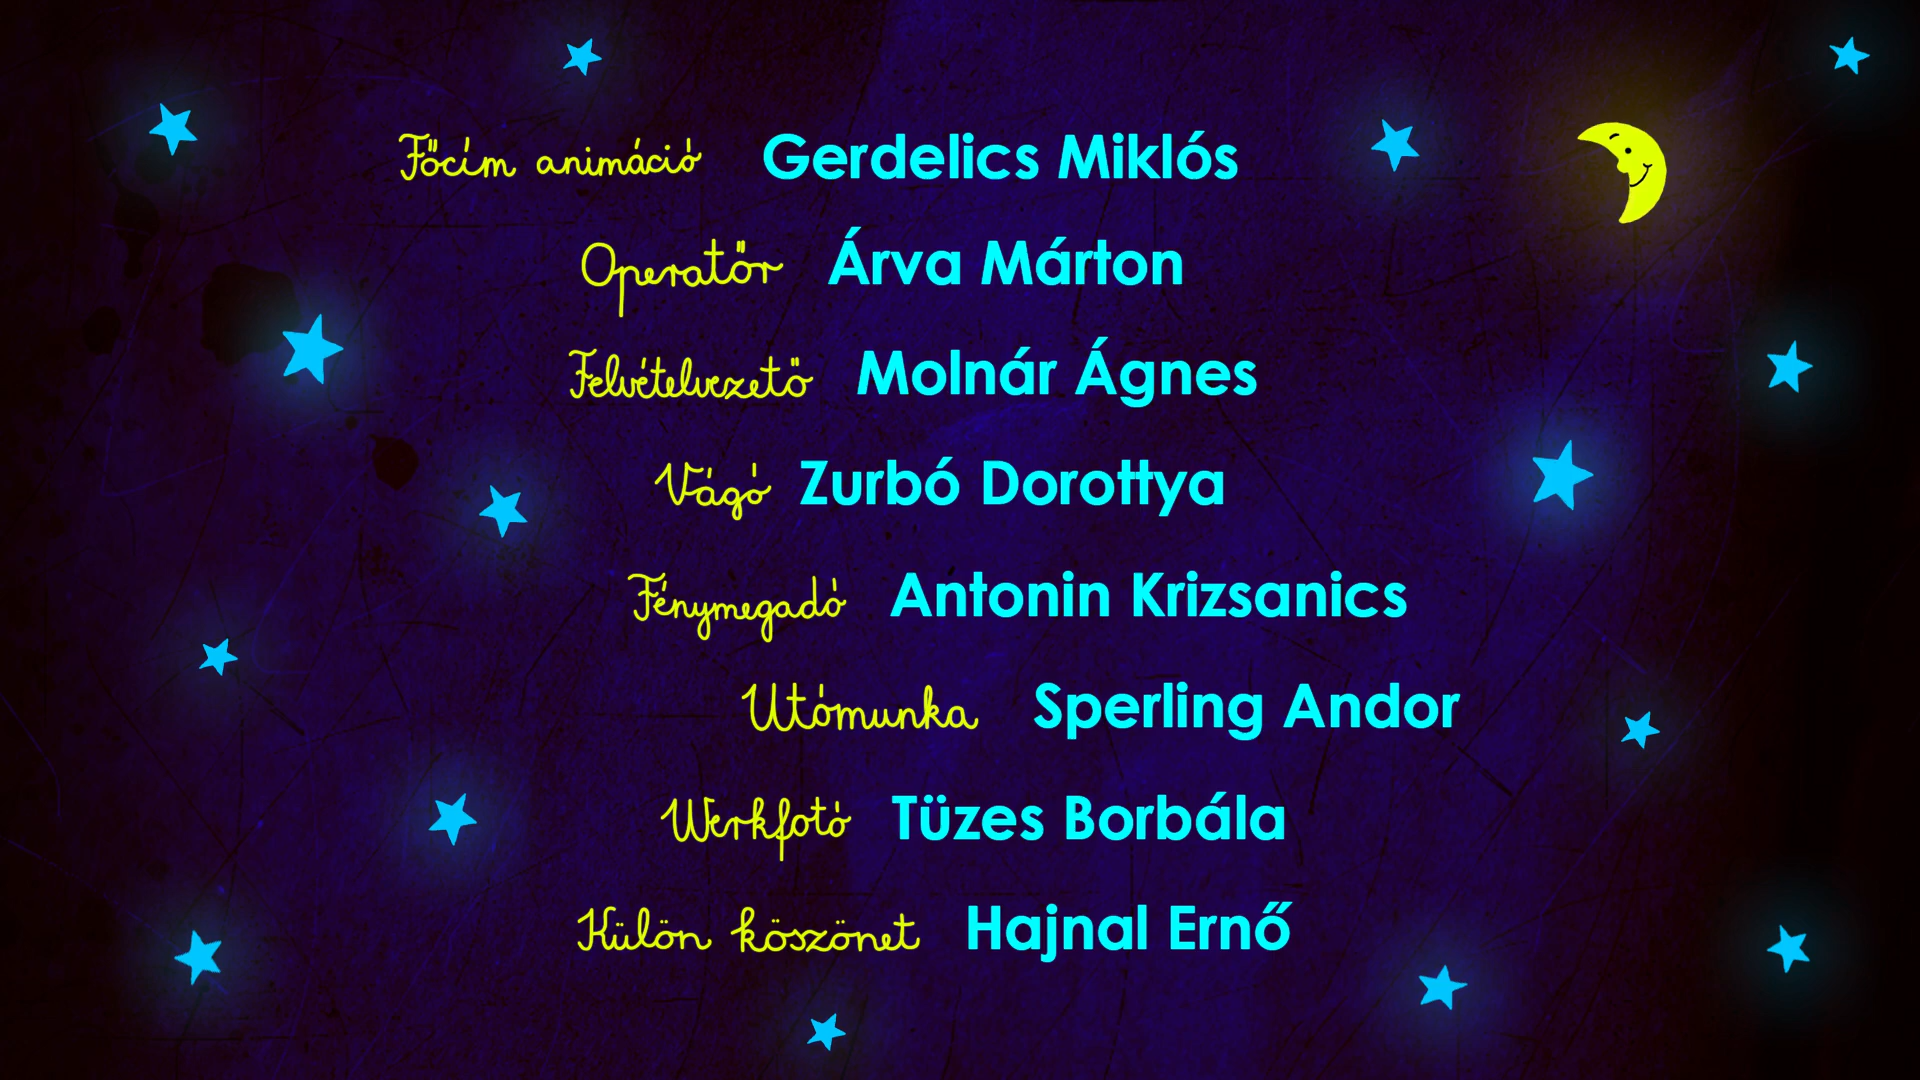 Főcím animáció Gerdelics Miklós
Operatőr Árva Márton
Felvételvezető Molnár Ágnes
Vágó Zurbó Dorottya
Fénymegadó Antonin Krizsanics
Utómunka Sperling Andor
Werkfotó Tüzes Borbála
Külön köszönet Hajnal Ernő